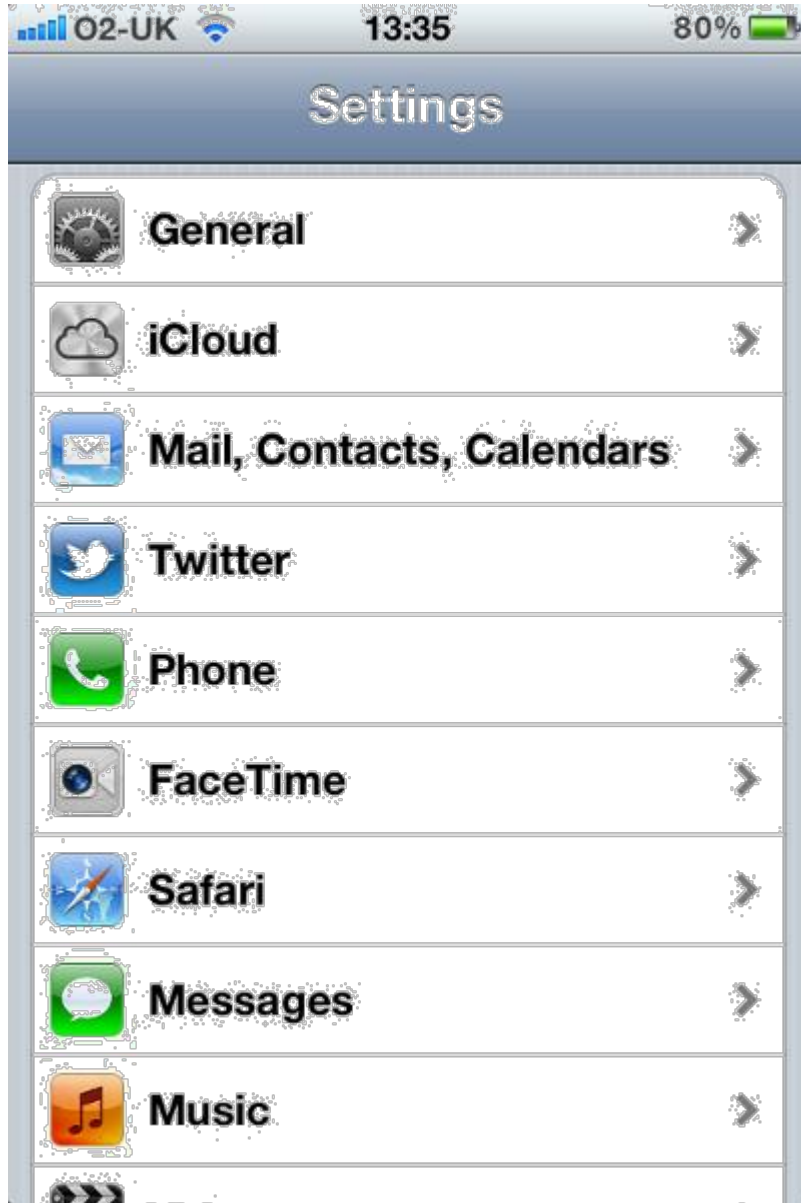 O2-UK 13:35 80%
Settings
General
iCloud
Mail, Contacts, Calendars
Twitter
Phone
FaceTime
Safari
Messages
Music